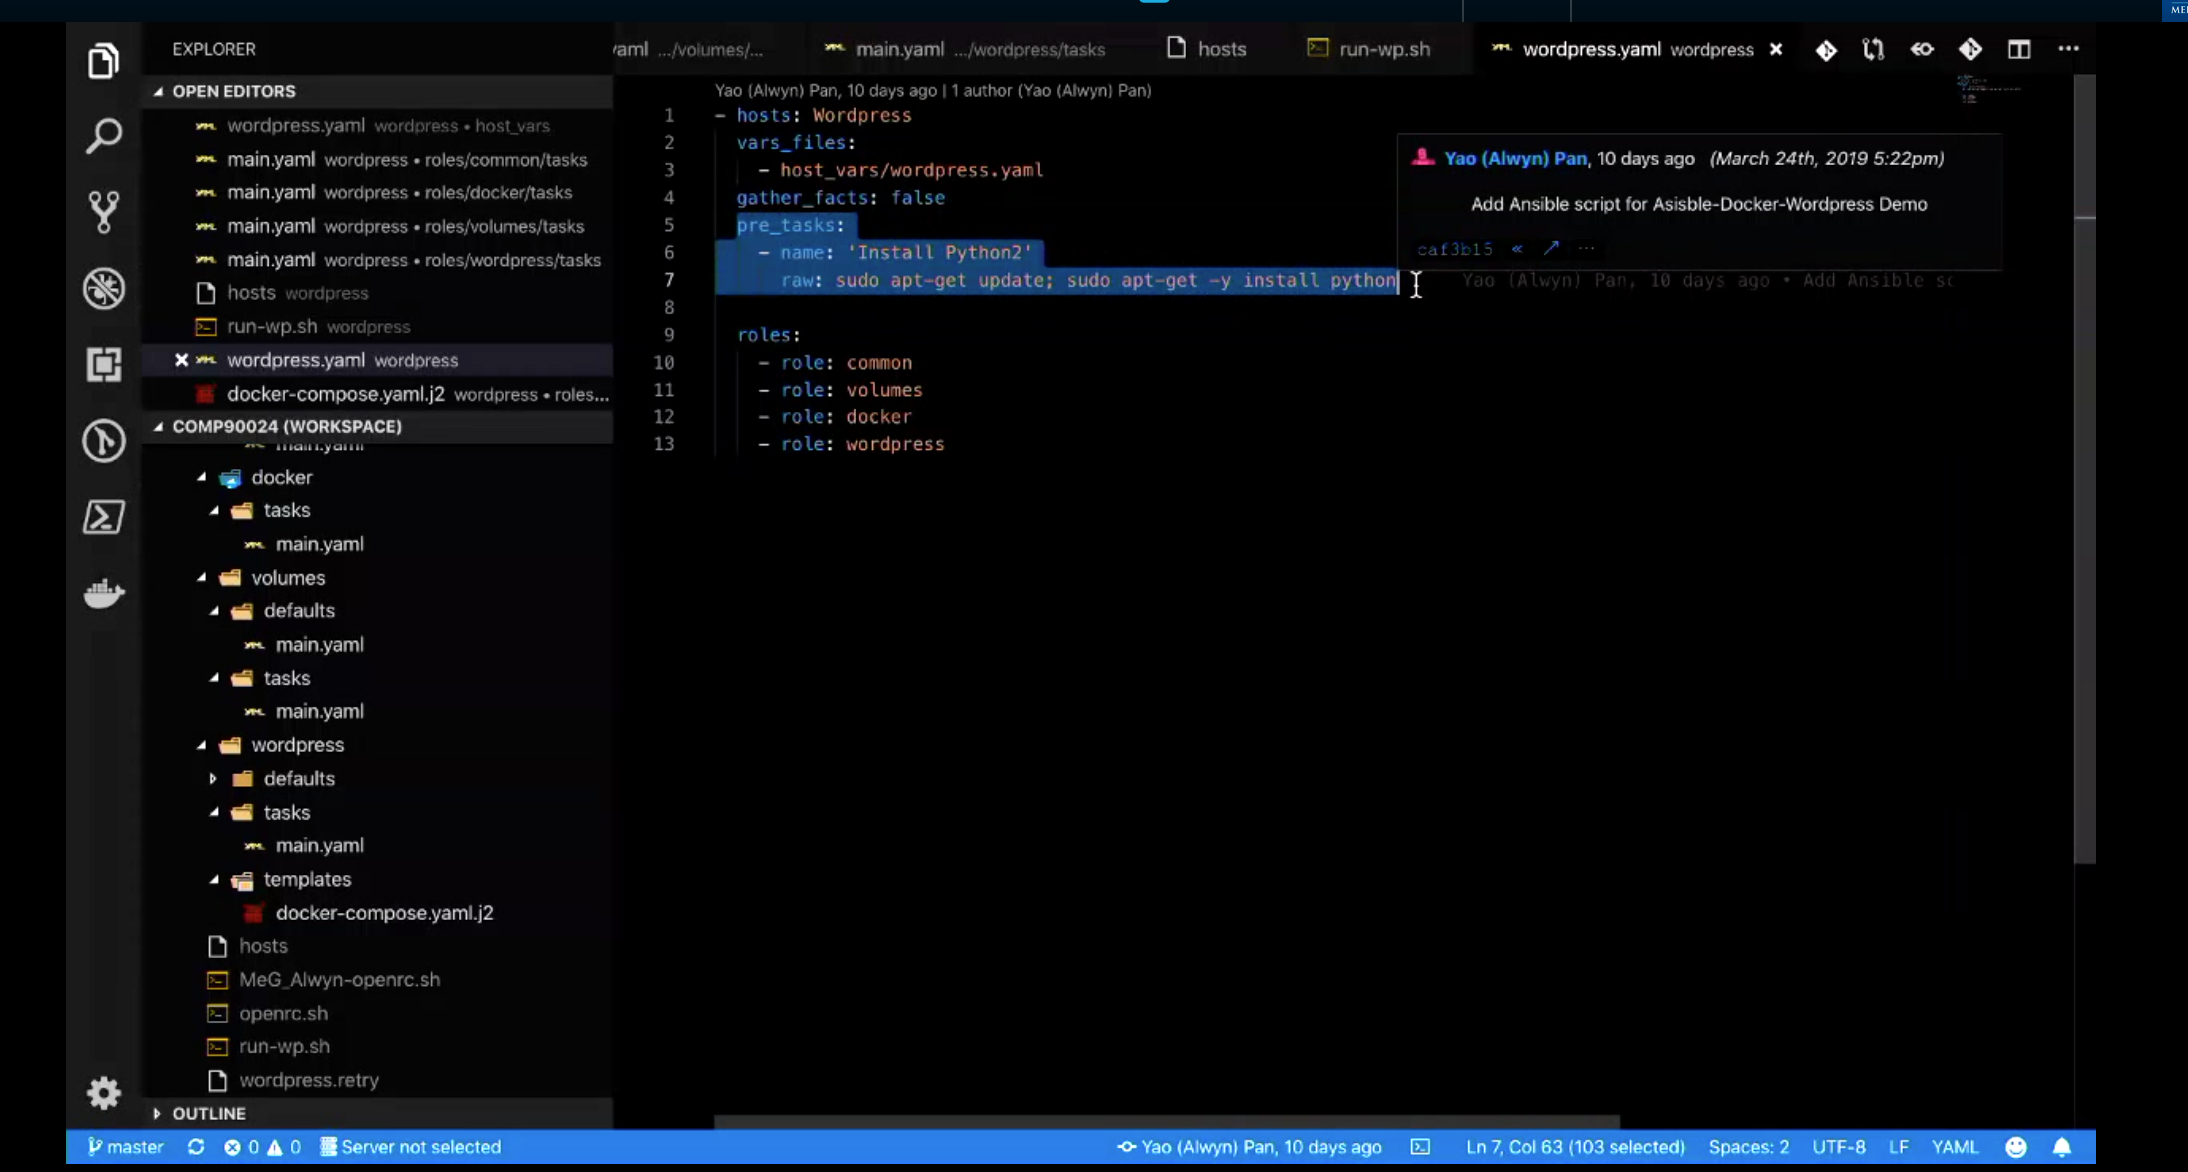 MEL
EXPLORER
yaml .../volumes/...
main.yaml .../wordpress/tasks
hosts
run-wp.sh
wordpress.yaml wordpress
OPEN EDITORS
wordpress.yaml wordpress • host_vars
main.yaml wordpress • roles/common/tasks
main.yaml wordpress • roles/docker/tasks
main.yaml wordpress • roles/volumes/tasks
main.yaml wordpress • roles/wordpress/tasks
hosts wordpress
run-wp.sh wordpress
wordpress.yaml wordpress
docker-compose.yaml.j2 wordpress • roles...
COMP90024 (WORKSPACE)
main.yaml
docker
tasks
main.yaml
volumes
defaults
main.yaml
tasks
main.yaml
wordpress
defaults
tasks
main.yaml
templates
docker-compose.yaml.j2
hosts
MeG_Alwyn-openrc.sh
openrc.sh
run-wp.sh
wordpress.retry
OUTLINE
Yao (Alwyn) Pan, 10 days ago | 1 author (Yao (Alwyn) Pan)
1 - hosts: Wordpress
2 vars_files:
3 - host_vars/wordpress.yaml
4 gather_facts: false
5 pre_tasks:
6 - name: 'Install Python2'
7 raw: sudo apt-get update; sudo apt-get -y install python Yao (Alwyn) Pan, 10 days ago • Add Ansible sc
8
9 roles:
10 - role: common
11 - role: volumes
12 - role: docker
13 - role: wordpress
Yao (Alwyn) Pan, 10 days ago (March 24th, 2019 5:22pm)
Add Ansible script for Asisble-Docker-Wordpress Demo
caf3b15 « ↗ ...
master 0 0 Server not selected Yao (Alwyn) Pan, 10 days ago Ln 7, Col 63 (103 selected) Spaces: 2 UTF-8 LF YAML